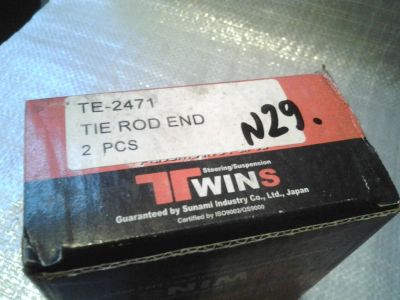 TE-2471
TIE ROD END
2 PCS
N29.
Steering/Suspension
TWINS
Guaranteed by Sunami Industry Co., Ltd., Japan
Certified by ISO9002/QS9000